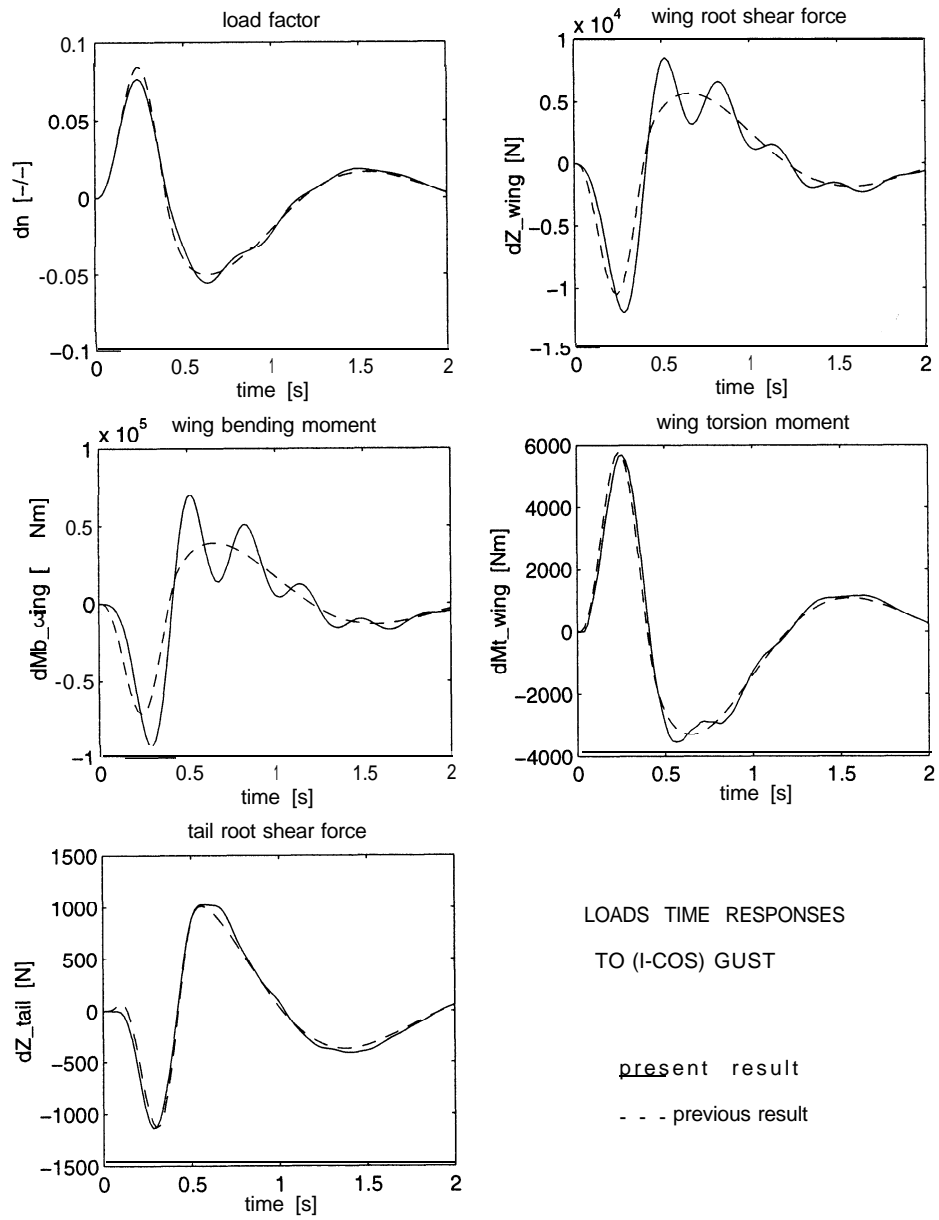 load factor
0.1
0.05
0
-0.05
-0.1
dn [-/-]
0
0.5
1
1.5
2
time [s]
wing root shear force
x 10^4
1
0.5
0
-0.5
-1
-1.5
dZ_wing [N]
0
0.5
1
1.5
2
time [s]
wing bending moment
x 10^5
1
0.5
0
-0.5
-1
dMb_ωing [ Nm]
0
0.5
1
1.5
2
time [s]
wing torsion moment
6000
4000
2000
0
-2000
-4000
dMt_wing [Nm]
0
0.5
1
1.5
2
time [s]
tail root shear force
1500
1000
500
0
-500
-1000
-1500
dZ_tail [N]
0
0.5
1
1.5
2
time [s]
LOADS TIME RESPONSES
TO (I-COS) GUST
present result
- - - previous result